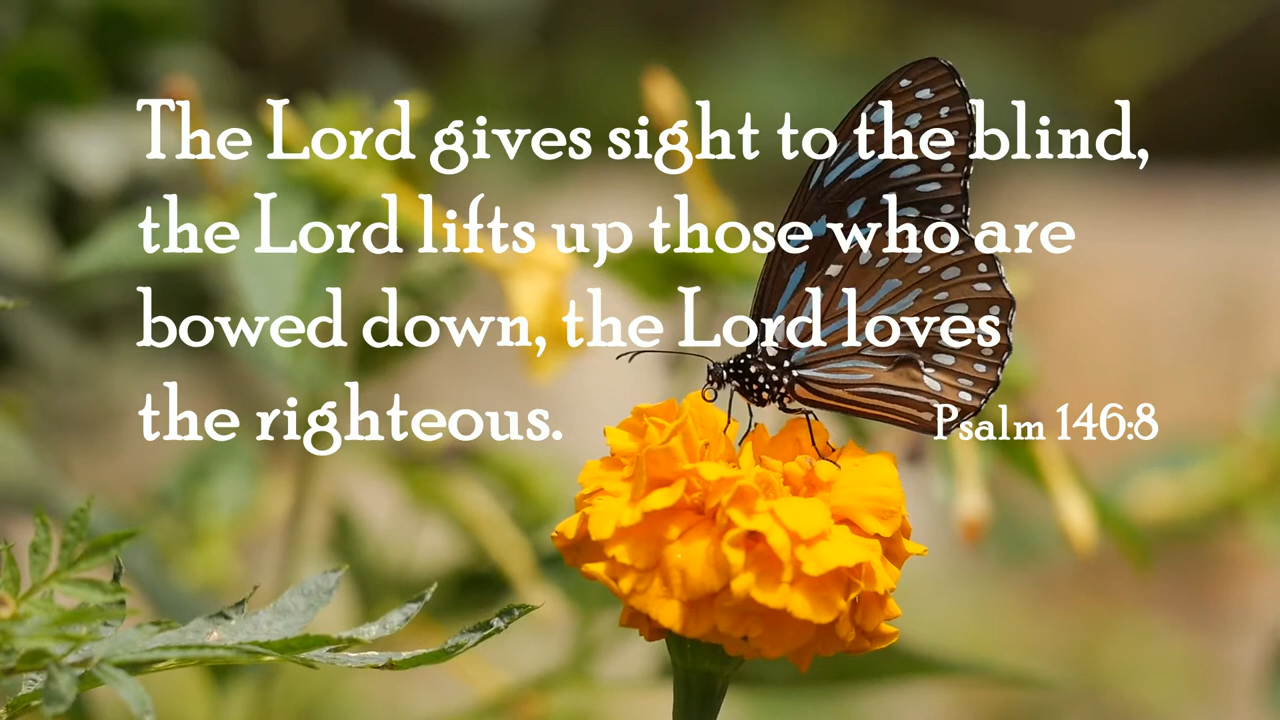 The Lord gives sight to the blind,
the Lord lifts up those who are
bowed down, the Lord loves
the righteous.
Psalm 146:8